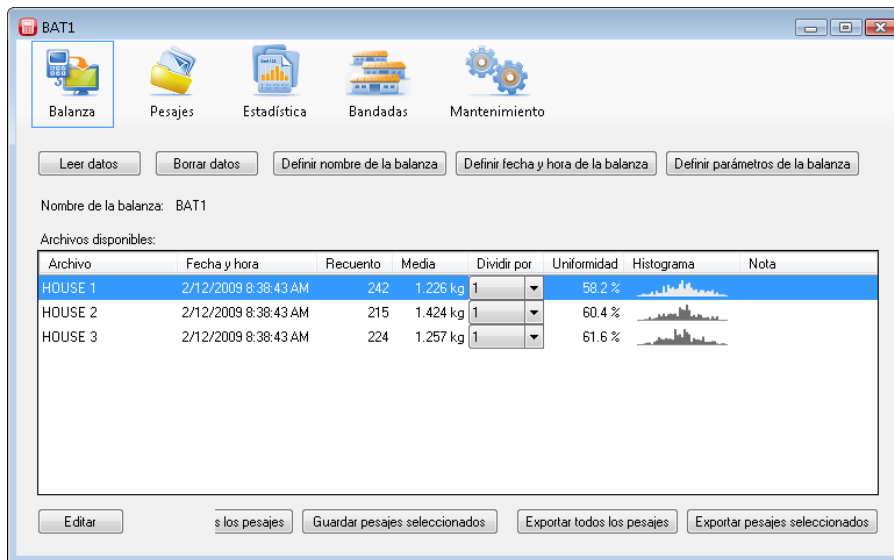 BAT1
Balanza Pesajes Estadística Bandadas Mantenimiento
Leer datos Borrar datos Definir nombre de la balanza Definir fecha y hora de la balanza Definir parámetros de la balanza
Nombre de la balanza: BAT1
Archivos disponibles:
Archivo Fecha y hora Recuento Media Dividir por Uniformidad Histograma Nota
HOUSE 1 2/12/2009 8:38:43 AM 242 1.226 kg 1 58.2 %
HOUSE 2 2/12/2009 8:38:43 AM 215 1.424 kg 1 60.4 %
HOUSE 3 2/12/2009 8:38:43 AM 224 1.257 kg 1 61.6 %
Editar s los pesajes Guardar pesajes seleccionados Exportar todos los pesajes Exportar pesajes seleccionados